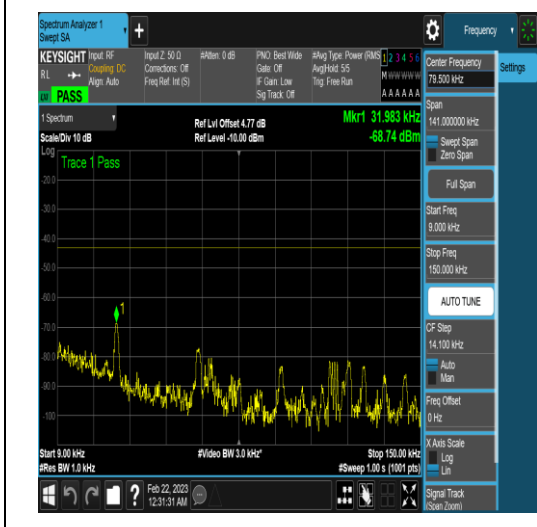 Spectrum Analyzer 1
Swept SA
+
Frequency
KEYSIGHT
Input: RF
Coupling: DC
Align: Auto
Input Z: 50 Ω
Corrections: Off
Freq Ref: Int (S)
#Atten: 0 dB
PNO: Best Wide
Gate: Off
IF Gain: Low
Sig Track: Off
#Avg Type: Power (RMS)
Avg|Hold: 5/5
Trig: Free Run
1 2 3 4 5 6
M W W W W W
A A A A A A
RL
PASS
1 Spectrum
Scale/Div 10 dB
Ref Lvl Offset 4.77 dB
Ref Level -10.00 dBm
Mkr1 31.983 kHz
-68.74 dBm
Log
Trace 1 Pass
-20.0
-30.0
-40.0
-50.0
-60.0
-70.0
-80.0
-90.0
-100
1
Start 9.00 kHz
#Res BW 1.0 kHz
#Video BW 3.0 kHz*
Stop 150.00 kHz
#Sweep 1.00 s (1001 pts)
Feb 22, 2023
12:31:31 AM
?
Center Frequency
79.500 kHz
Span
141.000000 kHz
Swept Span
Zero Span
Full Span
Start Freq
9.000 kHz
Stop Freq
150.000 kHz
AUTO TUNE
CF Step
14.100 kHz
Auto
Man
Freq Offset
0 Hz
X Axis Scale
Log
Lin
Signal Track
(Span Zoom)
Settings